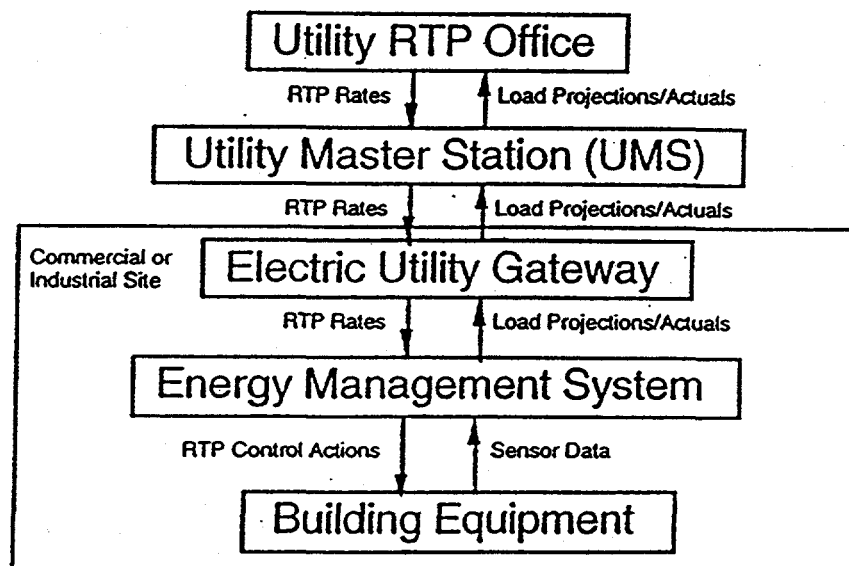 Utility RTP Office
RTP Rates
Load Projections/Actuals
Utility Master Station (UMS)
RTP Rates
Load Projections/Actuals
Commercial or
Industrial Site
Electric Utility Gateway
RTP Rates
Load Projections/Actuals
Energy Management System
RTP Control Actions
Sensor Data
Building Equipment